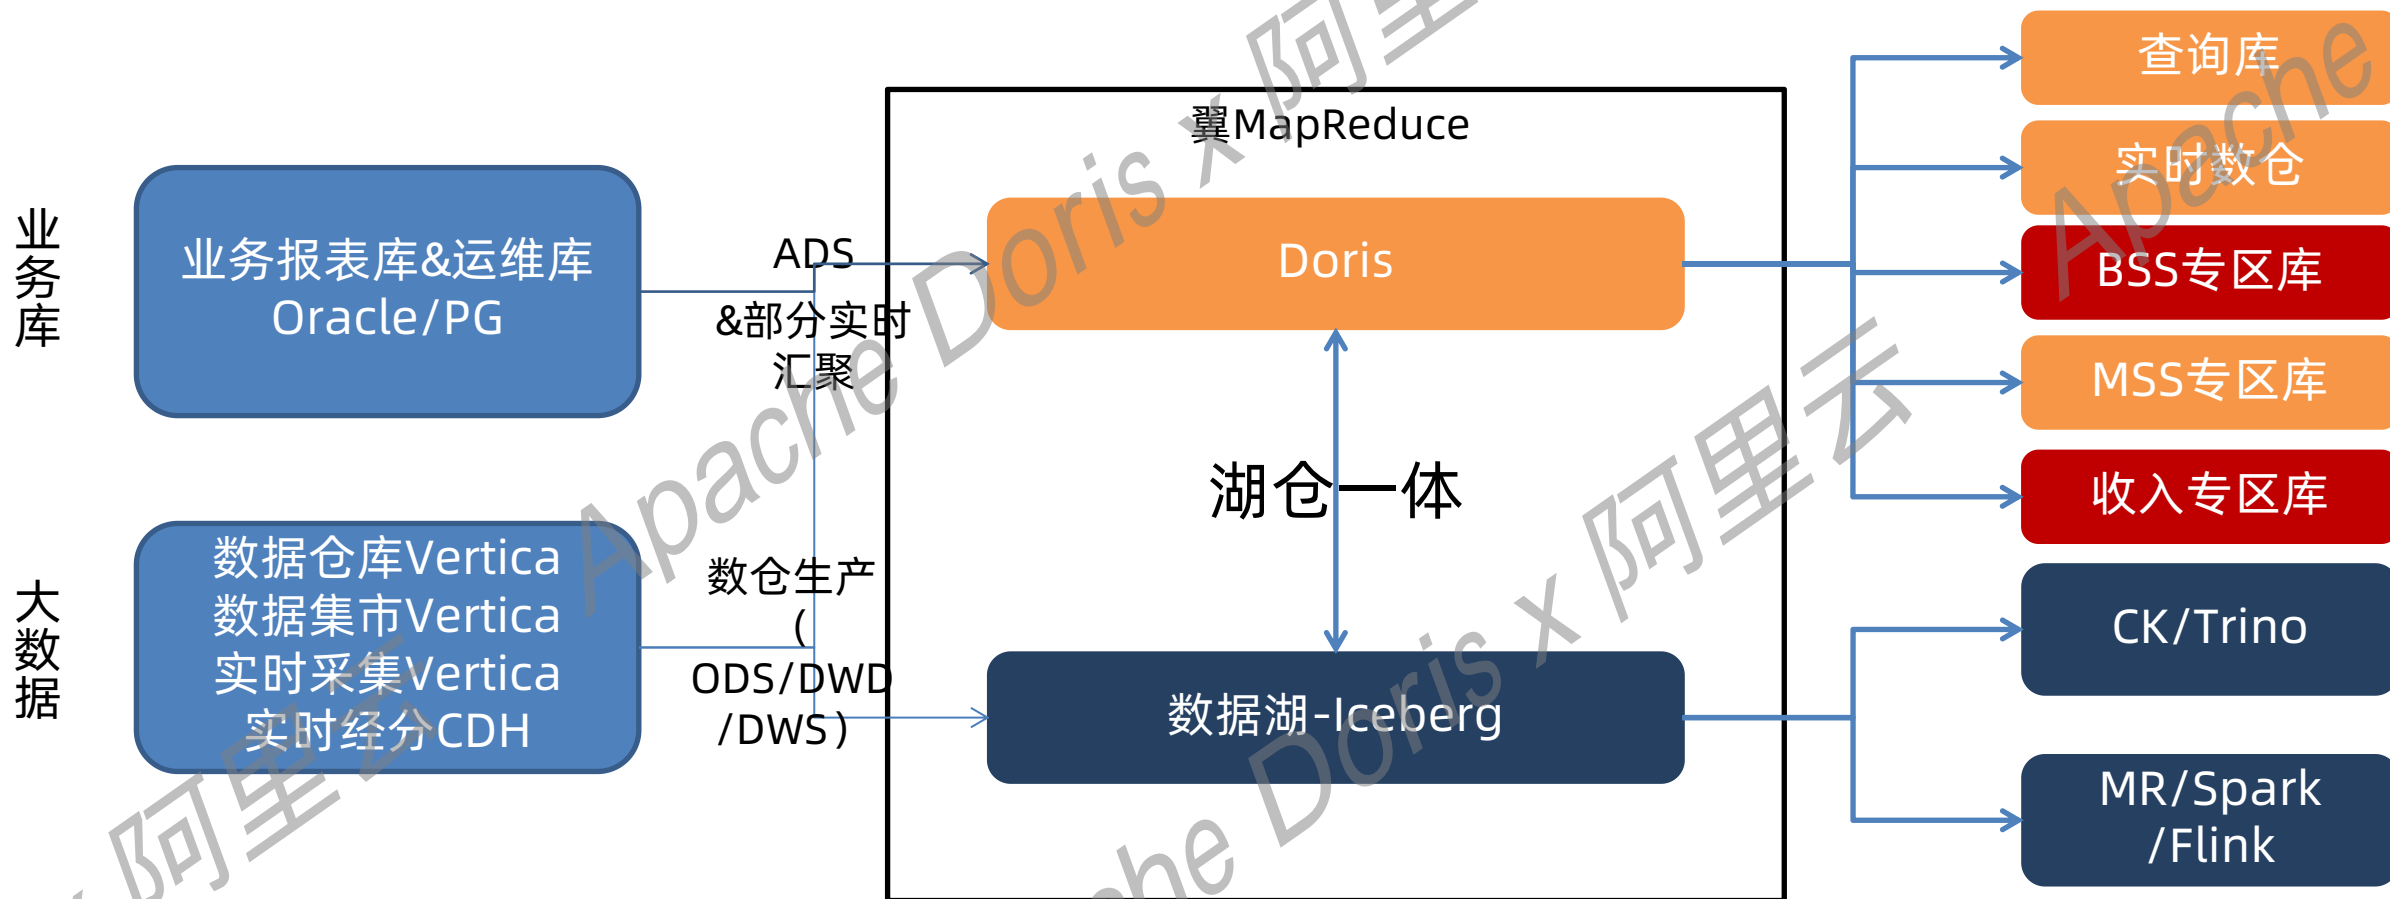 业务库
业务报表库&运维库
Oracle/PG
大数据
数据仓库Vertica
数据集市Vertica
实时采集Vertica
实时经分CDH
ADS
&部分实时
汇聚
数仓生产
(
ODS/DWD
/DWS)
翼MapReduce
Doris
湖仓一体
数据湖-Iceberg
查询库
实时数仓
BSS专区库
MSS专区库
收入专区库
CK/Trino
MR/Spark
/Flink
Apache Doris x 阿里
Apache
x 阿里云
che Doris x 阿里云